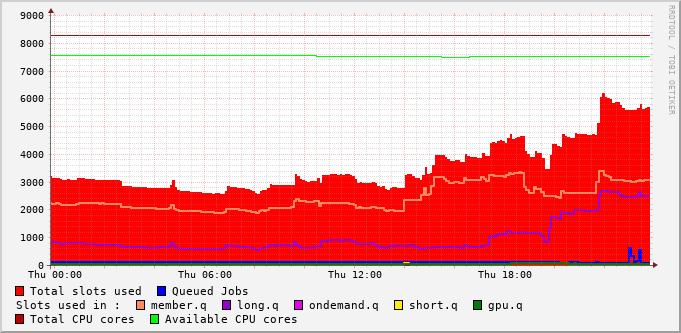 9000
8000
7000
6000
5000
4000
3000
2000
1000
0
Thu 00:00 Thu 06:00 Thu 12:00 Thu 18:00
Total slots used Queued Jobs
Slots used in : member.q long.q ondemand.q short.q gpu.q
Total CPU cores Available CPU cores
RRDTOOL / TOBI OETIKER